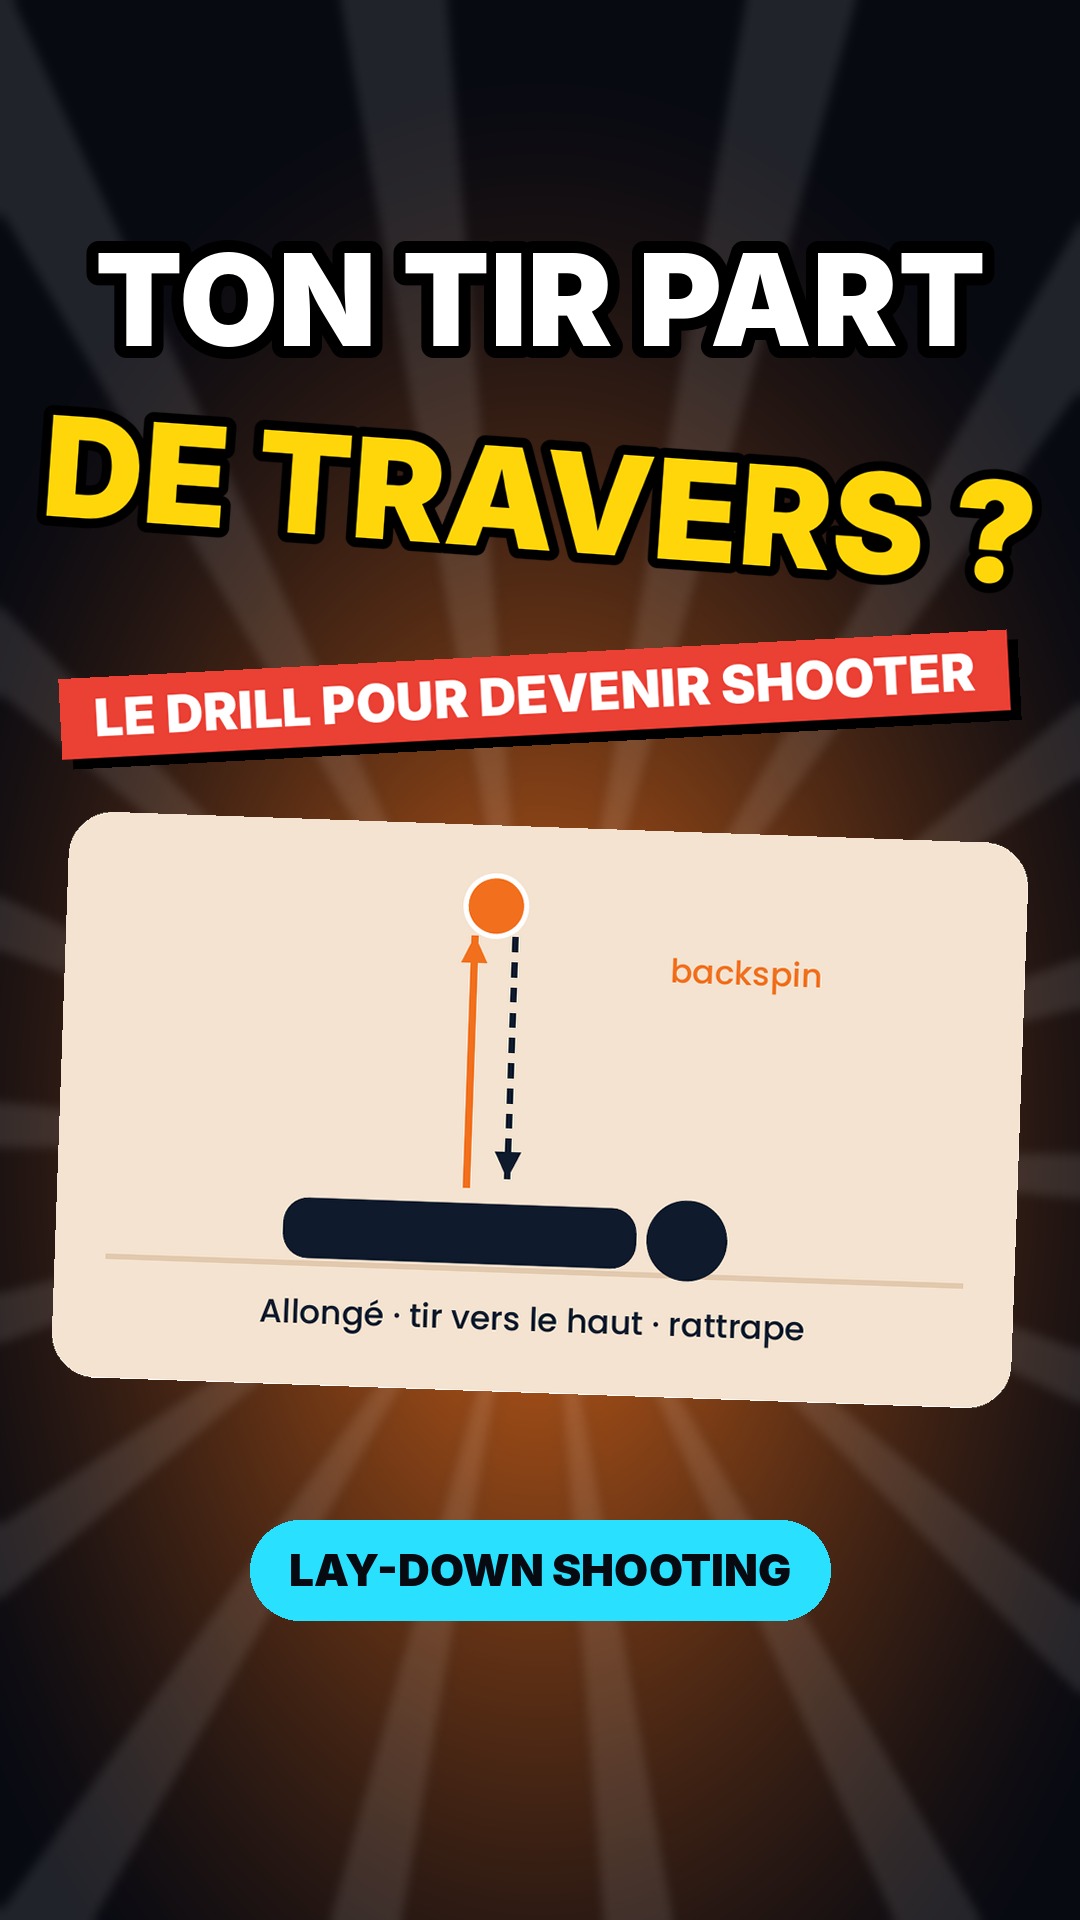 TON TIR PART
DE TRAVERS ?
LE DRILL POUR DEVENIR SHOOTER
backspin
Allongé · tir vers le haut · rattrape
LAY-DOWN SHOOTING